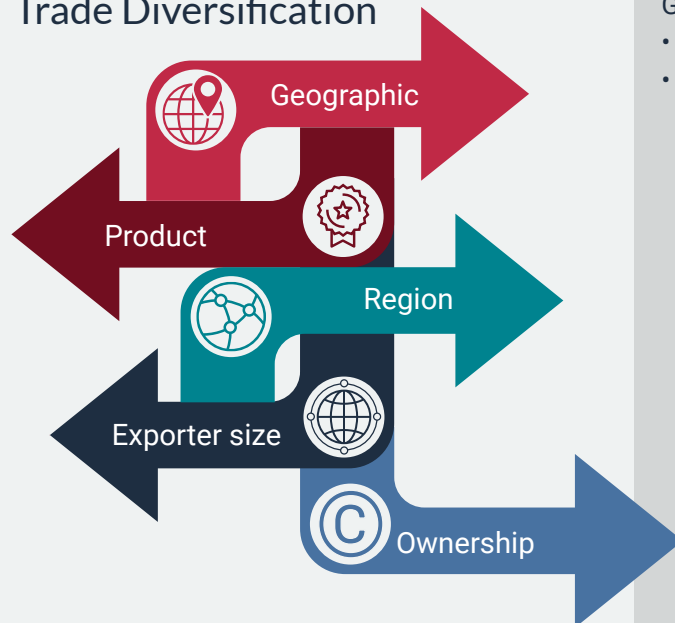 Trade Diversification
G
•
•
Geographic
Product
Region
Exporter size
C
Ownership